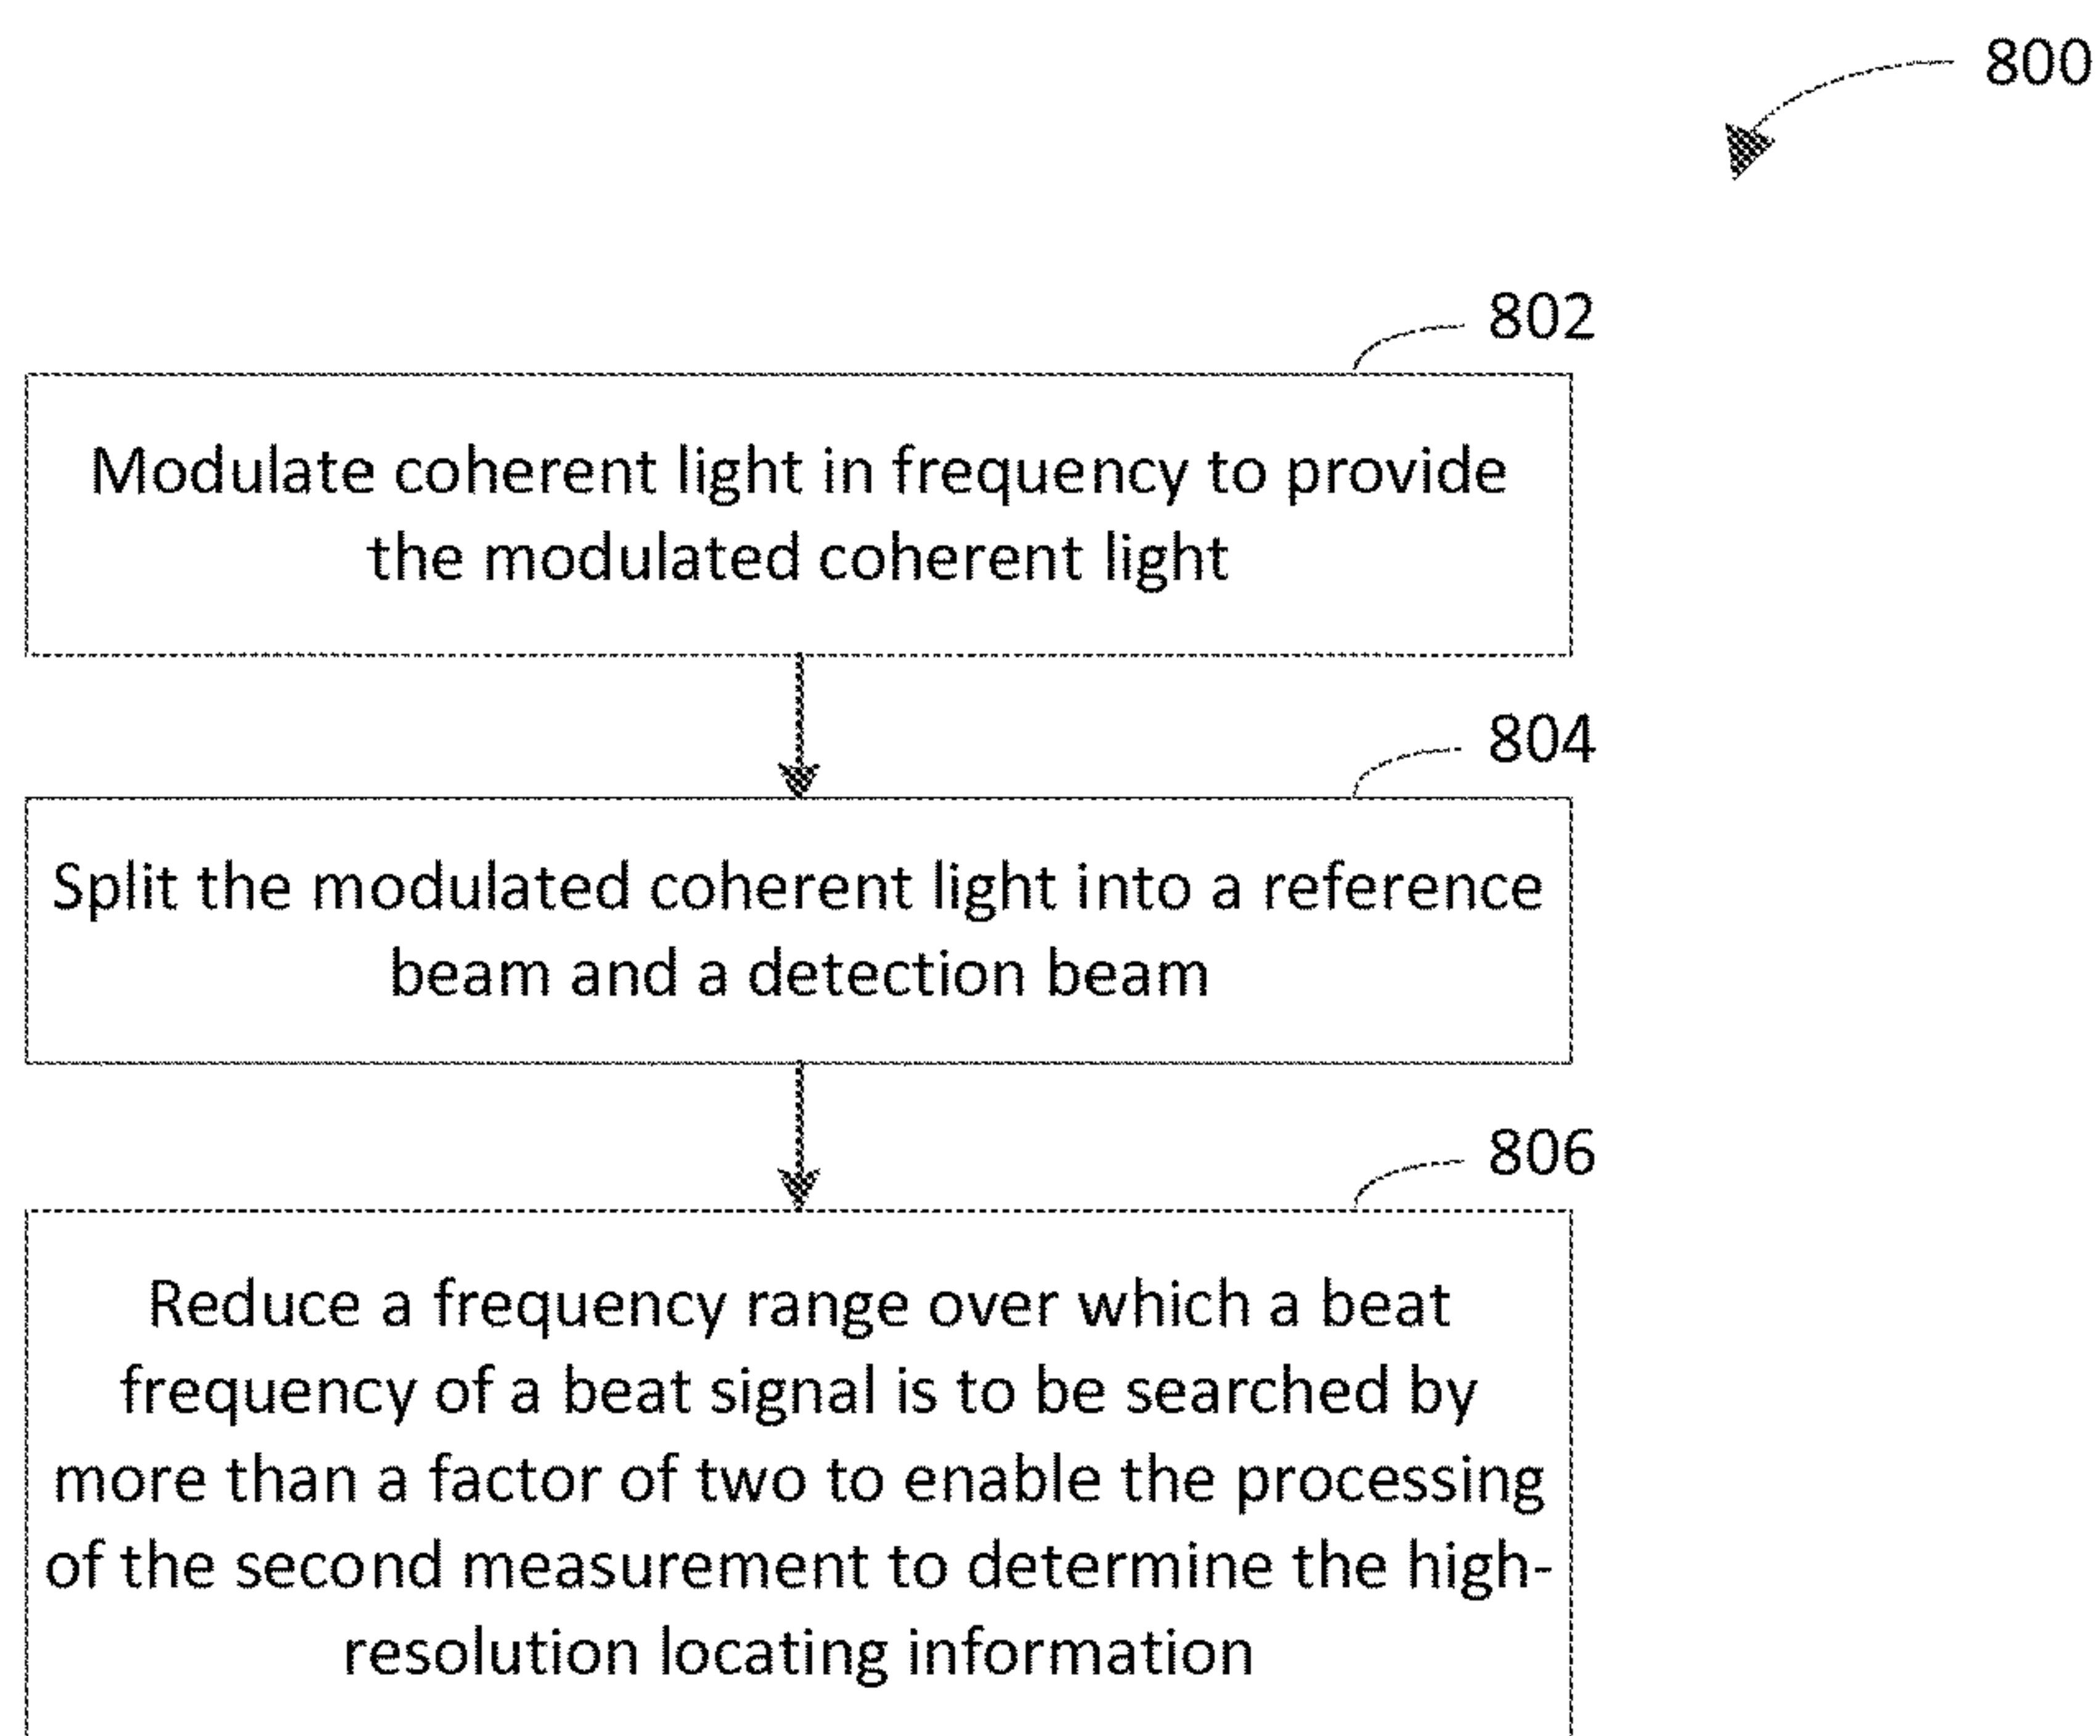 800
802
Modulate coherent light in frequency to provide
the modulated coherent light
804
Split the modulated coherent light into a reference
beam and a detection beam
806
Reduce a frequency range over which a beat
frequency of a beat signal is to be searched by
more than a factor of two to enable the processing
of the second measurement to determine the high-
resolution locating information